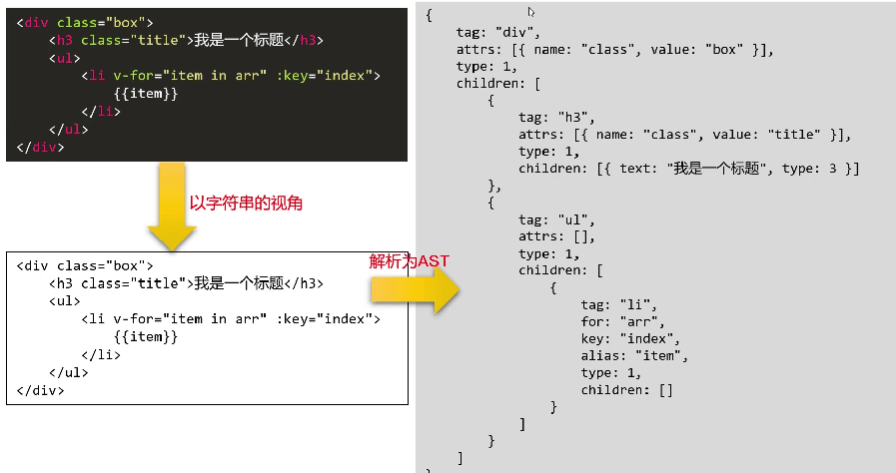 <div class="box">
    <h3 class="title">我是一个标题</h3>
    <ul>
        <li v-for="item in arr" :key="index">
            {{item}}
        </li>
    </ul>
</div>
以字符串的视角
<div class="box">
    <h3 class="title">我是一个标题</h3>
    <ul>
        <li v-for="item in arr" :key="index">
            {{item}}
        </li>
    </ul>
</div>
解析为AST
{
    tag: "div",
    attrs: [{ name: "class", value: "box" }],
    type: 1,
    children: [
        {
            tag: "h3",
            attrs: [{ name: "class", value: "title" }],
            type: 1,
            children: [{ text: "我是一个标题", type: 3 }]
        },
        {
            tag: "ul",
            attrs: [],
            type: 1,
            children: [
                {
                    tag: "li",
                    for: "arr",
                    key: "index",
                    alias: "item",
                    type: 1,
                    children: []
                }
            ]
        }
    ]
}